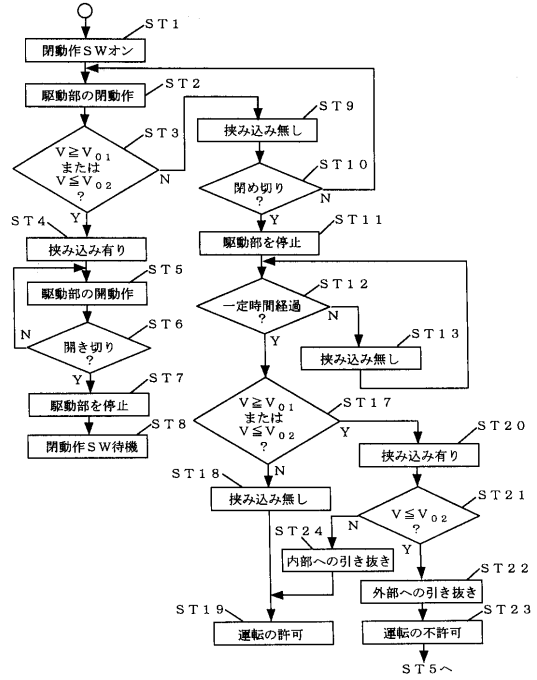 ST1
閉動作SWオン
ST2
駆動部の閉動作
ST3
V≧V01
または
V≦V02
?
N
Y
ST4
挟み込み有り
ST5
駆動部の開動作
ST6
開き切り
?
N
Y
ST7
駆動部を停止
ST8
閉動作SW待機
ST9
挟み込み無し
ST10
閉め切り
?
N
Y
ST11
駆動部を停止
ST12
一定時間経過
?
N
Y
ST13
挟み込み無し
ST17
V≧V01
または
V≦V02
?
Y
N
ST18
挟み込み無し
ST19
運転の許可
ST20
挟み込み有り
ST21
V≦V02
?
N
Y
ST24
内部への引き抜き
ST22
外部への引き抜き
ST23
運転の不許可
ST5へ